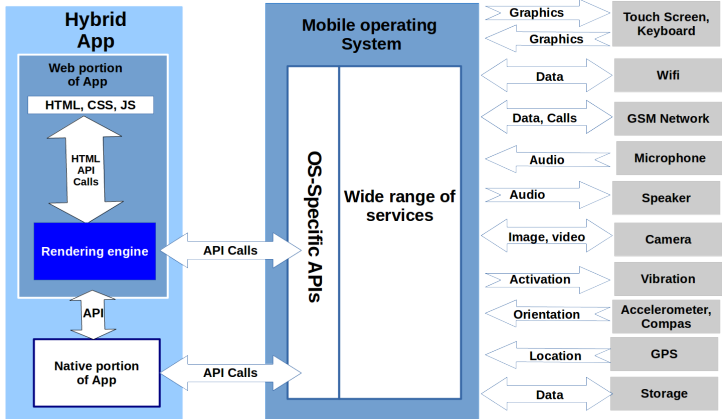 Hybrid
App
Web portion
of App
HTML, CSS, JS
HTML
API
Calls
Rendering engine
API
Native portion
of App
API Calls
API Calls
Mobile operating
System
OS-Specific APIs
Wide range of
services
Graphics
Graphics
Touch Screen,
Keyboard
Data
Wifi
Data, Calls
GSM Network
Audio
Microphone
Audio
Speaker
Image, video
Camera
Activation
Vibration
Orientation
Accelerometer,
Compas
Location
GPS
Data
Storage